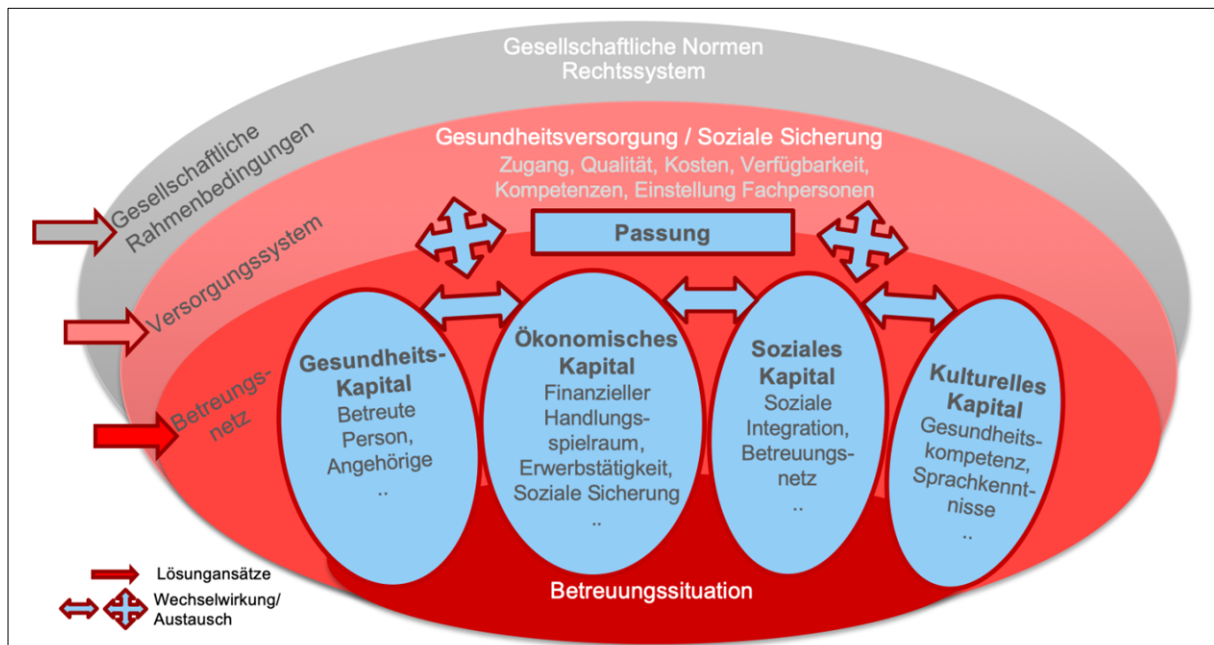 Gesellschaftliche Normen
Rechtssystem
Gesellschaftliche
Rahmenbedingungen
Gesundheitsversorgung / Soziale Sicherung
Zugang, Qualität, Kosten, Verfügbarkeit,
Kompetenzen, Einstellung Fachpersonen
Versorgungssystem
Passung
Betreuungs-
netz
Gesundheits-
Kapital
Betreute
Person,
Angehörige
..
Ökonomisches
Kapital
Finanzieller
Handlungs-
spielraum,
Erwerbstätigkeit,
Soziale Sicherung
..
Soziales
Kapital
Soziale
Integration,
Betreuungs-
netz
..
Kulturelles
Kapital
Gesundheits-
kompetenz,
Sprachkennt-
nisse
..
Betreuungssituation
Lösungansätze
Wechselwirkung/
Austausch